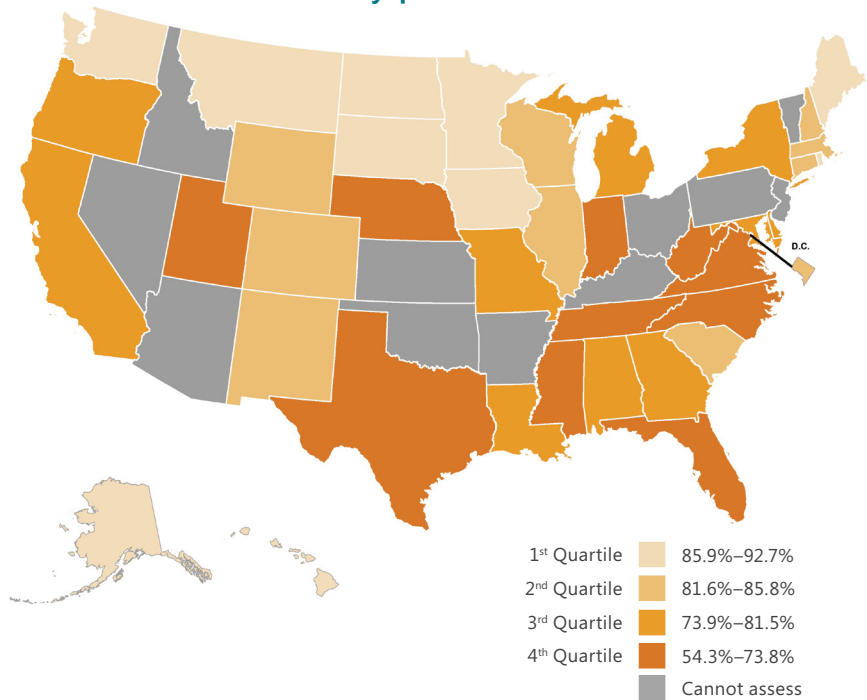 D.C.
1st Quartile 85.9%–92.7%
2nd Quartile 81.6%–85.8%
3rd Quartile 73.9%–81.5%
4th Quartile 54.3%–73.8%
Cannot assess